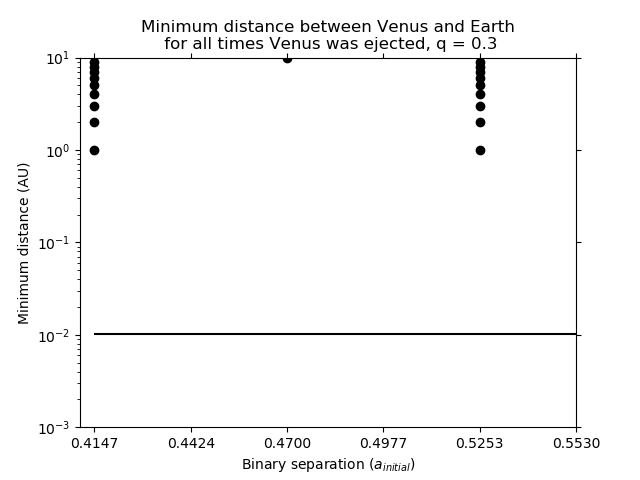 Minimum distance between Venus and Earth
for all times Venus was ejected, q = 0.3
Minimum distance (AU)
10^1
10^0
10^-1
10^-2
10^-3
0.4147 0.4424 0.4700 0.4977 0.5253 0.5530
Binary separation (a_initial)